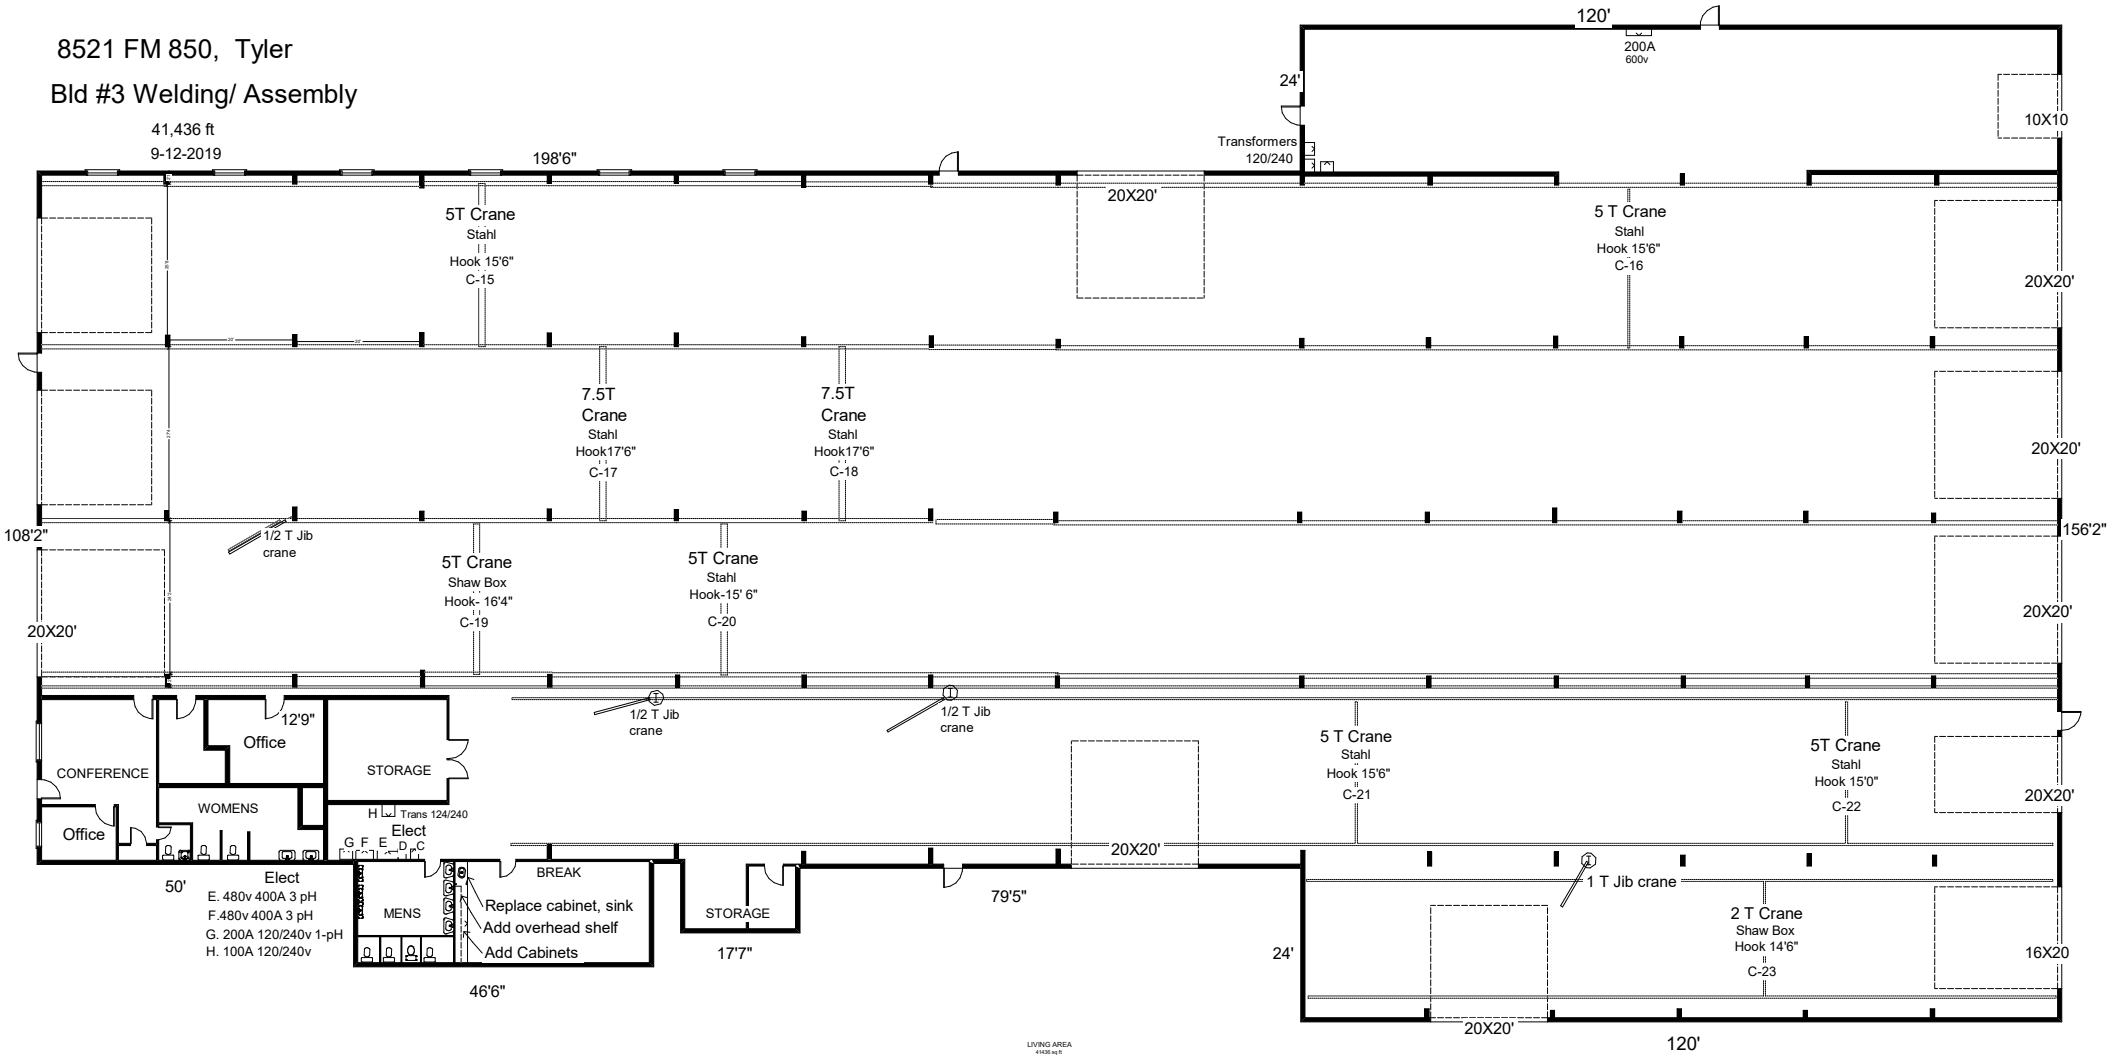 8521 FM 850, Tyler
Bld #3 Welding/ Assembly
41,436 ft
9-12-2019
198'6"
120'
200A
600v
24'
10X10
Transformers
120/240
20X20'
5T Crane
Stahl
Hook 15'6"
C-15
5 T Crane
Stahl
Hook 15'6"
C-16
20X20'
7.5T
Crane
Stahl
Hook17'6"
C-17
7.5T
Crane
Stahl
Hook17'6"
C-18
20X20'
108'2"
156'2"
1/2 T Jib
crane
5T Crane
Shaw Box
Hook- 16'4"
C-19
5T Crane
Stahl
Hook-15' 6"
C-20
20X20'
20X20'
12'9"
Office
CONFERENCE
STORAGE
WOMENS
Office
H
Trans 124/240
Elect
G F E D C
1/2 T Jib
crane
1/2 T Jib
crane
5 T Crane
Stahl
Hook 15'6"
C-21
5T Crane
Stahl
Hook 15'0"
C-22
20X20'
20X20'
50'
Elect
E. 480v 400A 3 pH
F.480v 400A 3 pH
G. 200A 120/240v 1-pH
H. 100A 120/240v
MENS
BREAK
Replace cabinet, sink
Add overhead shelf
Add Cabinets
46'6"
STORAGE
17'7"
79'5"
24'
1 T Jib crane
2 T Crane
Shaw Box
Hook 14'6"
C-23
16X20
20X20'
120'
LIVING AREA
41436 sq ft